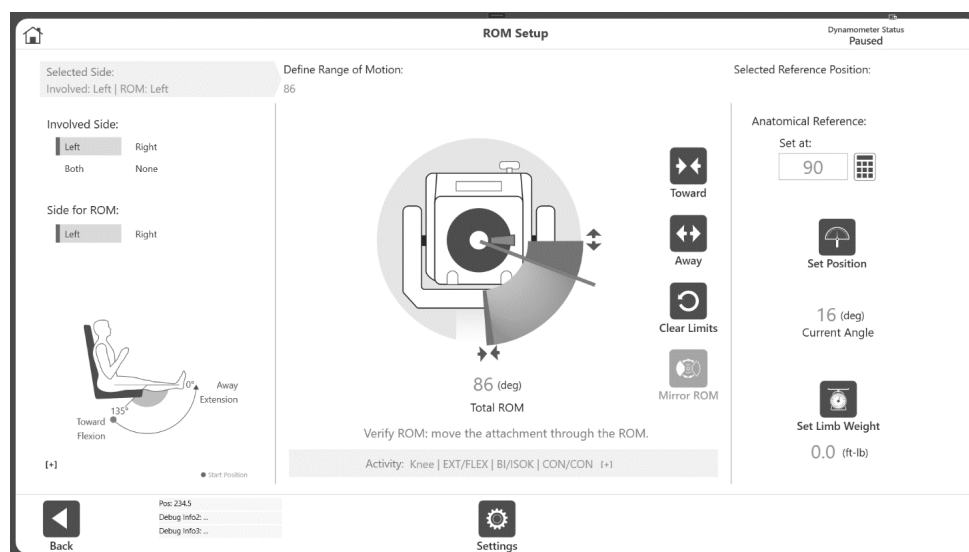 ROM Setup
Dynamometer Status
Paused
Selected Side:
Involved: Left | ROM: Left
Define Range of Motion:
86
Selected Reference Position:
Involved Side:
Left Right
Both None
Side for ROM:
Left Right
0°
Away
Extension
135°
Toward
Flexion
[+]
Start Position
Toward
Away
Clear Limits
Mirror ROM
86 (deg)
Total ROM
Verify ROM: move the attachment through the ROM.
Activity: Knee | EXT/FLEX | BI/ISOK | CON/CON [+]
Anatomical Reference:
Set at:
90
Set Position
16 (deg)
Current Angle
Set Limb Weight
0.0 (ft-lb)
Back
Pos: 234.5
Debug Info2: ...
Debug Info3: ...
Settings